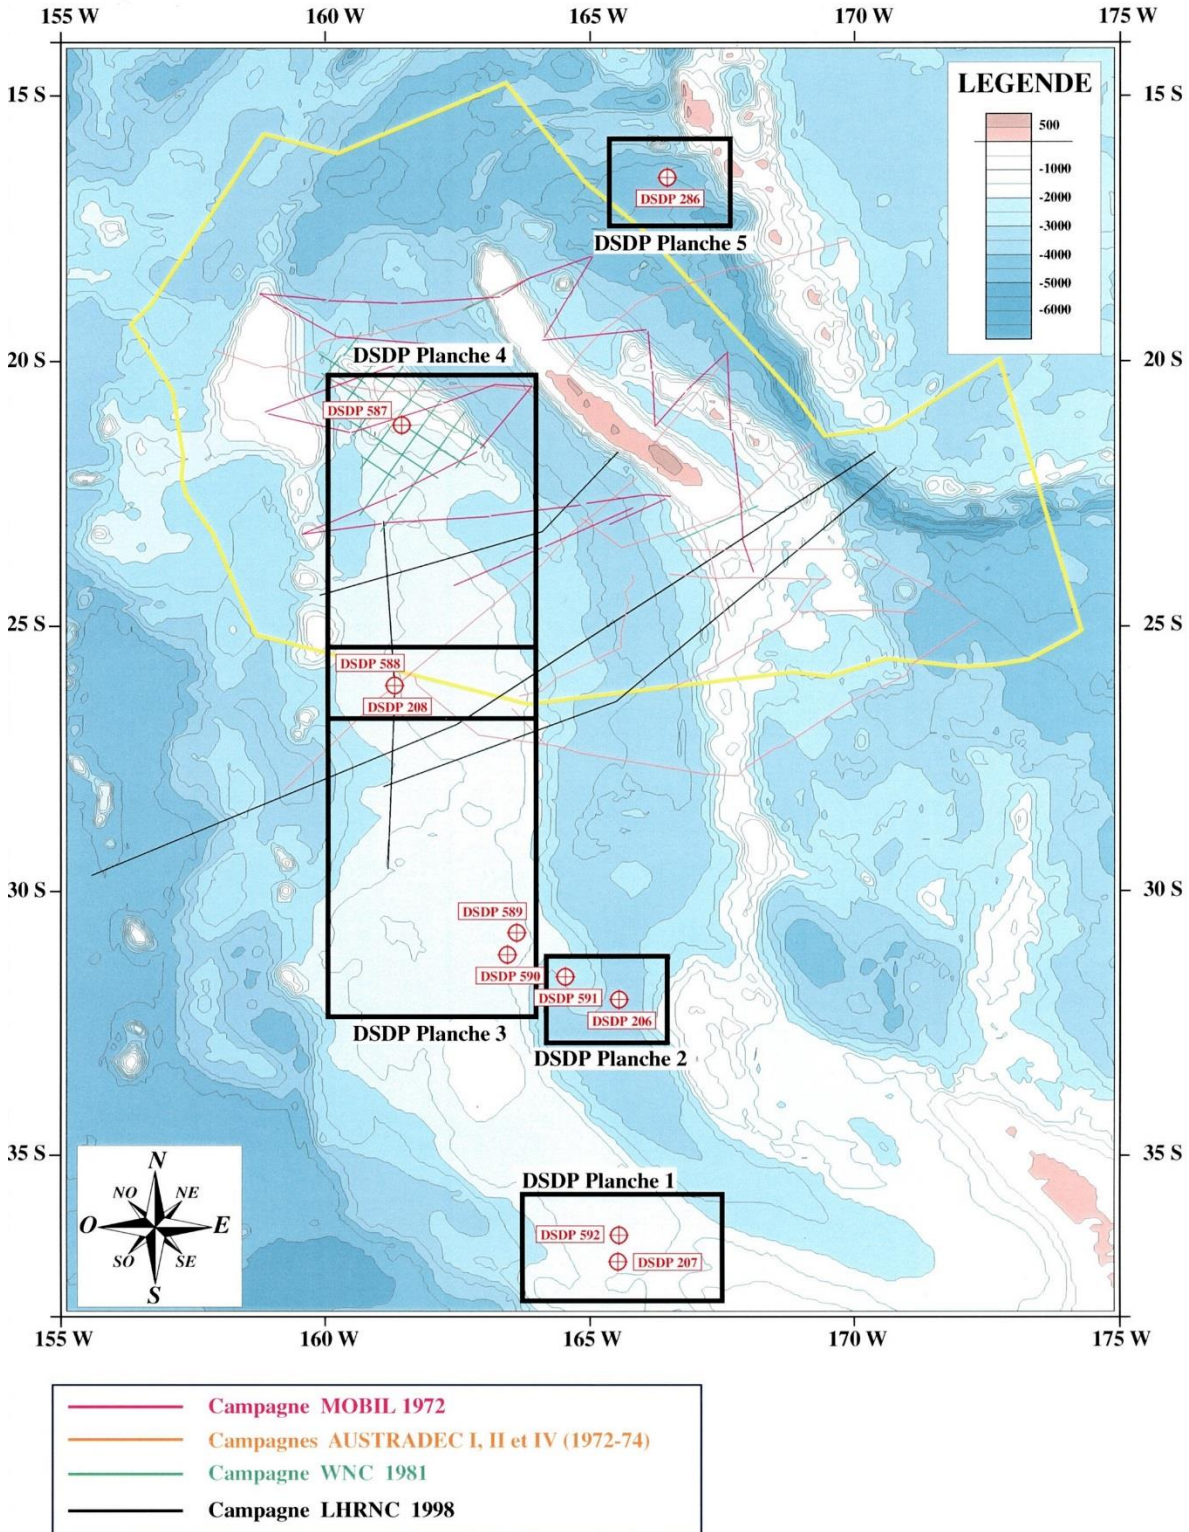 155 W 160 W 165 W 170 W 175 W
LEGENDE
500
-1000
-2000
-3000
-4000
-5000
-6000
15 S 15 S
DSDP 286
DSDP Planche 5
20 S 20 S
DSDP Planche 4
DSDP 587
25 S 25 S
DSDP 588
DSDP 208
30 S 30 S
DSDP 589
DSDP 590
DSDP 591
DSDP 206
DSDP Planche 3
DSDP Planche 2
35 S 35 S
DSDP Planche 1
DSDP 592
DSDP 207
N
NO NE
O E
SO SE
S
155 W 160 W 165 W 170 W 175 W
Campagne MOBIL 1972
Campagnes AUSTRADEC I, II et IV (1972-74)
Campagne WNC 1981
Campagne LHRNC 1998